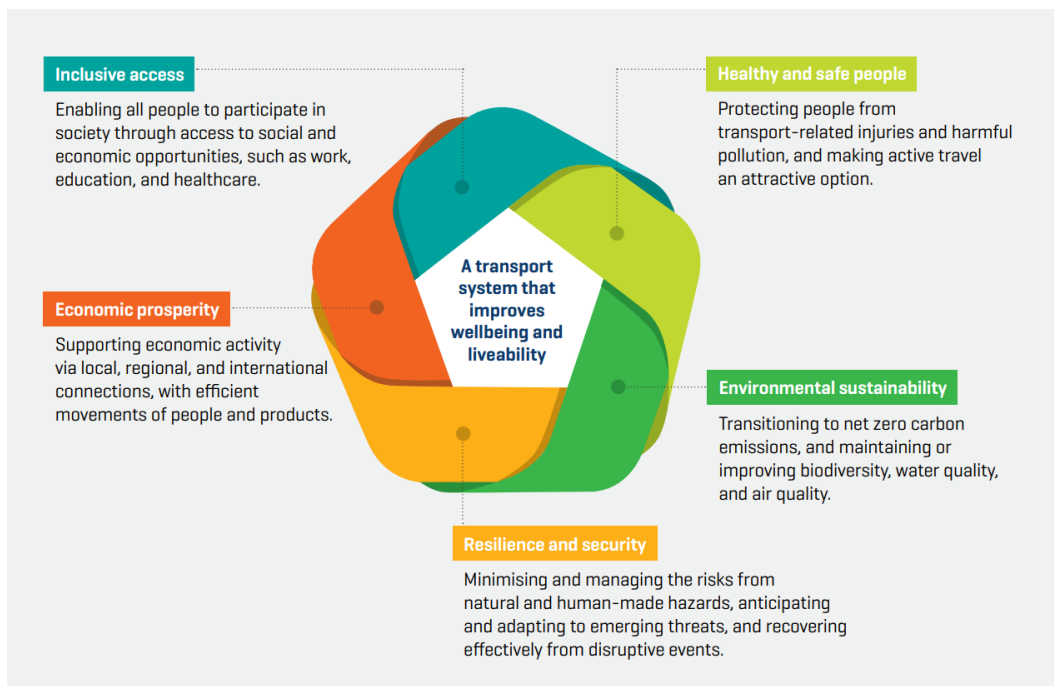 Inclusive access
Enabling all people to participate in
society through access to social and
economic opportunities, such as work,
education, and healthcare.
Healthy and safe people
Protecting people from
transport-related injuries and harmful
pollution, and making active travel
an attractive option.
A transport
system that
improves
wellbeing and
liveability
Economic prosperity
Supporting economic activity
via local, regional, and international
connections, with efficient
movements of people and products.
Environmental sustainability
Transitioning to net zero carbon
emissions, and maintaining or
improving biodiversity, water quality,
and air quality.
Resilience and security
Minimising and managing the risks from
natural and human-made hazards, anticipating
and adapting to emerging threats, and recovering
effectively from disruptive events.